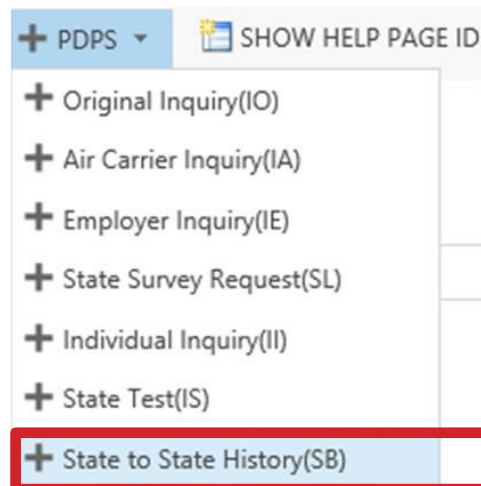 PDPS SHOW HELP PAGE ID
Original Inquiry(IO)
Air Carrier Inquiry(IA)
Employer Inquiry(IE)
State Survey Request(SL)
Individual Inquiry(II)
State Test(IS)
State to State History(SB)